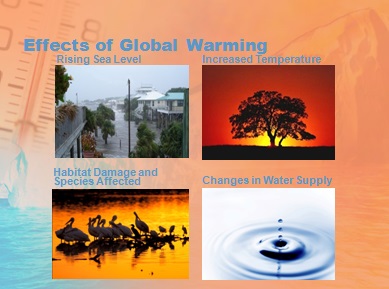 Effects of Global Warming
Rising Sea Level
Increased Temperature
Habitat Damage and
Species Affected
Changes in Water Supply